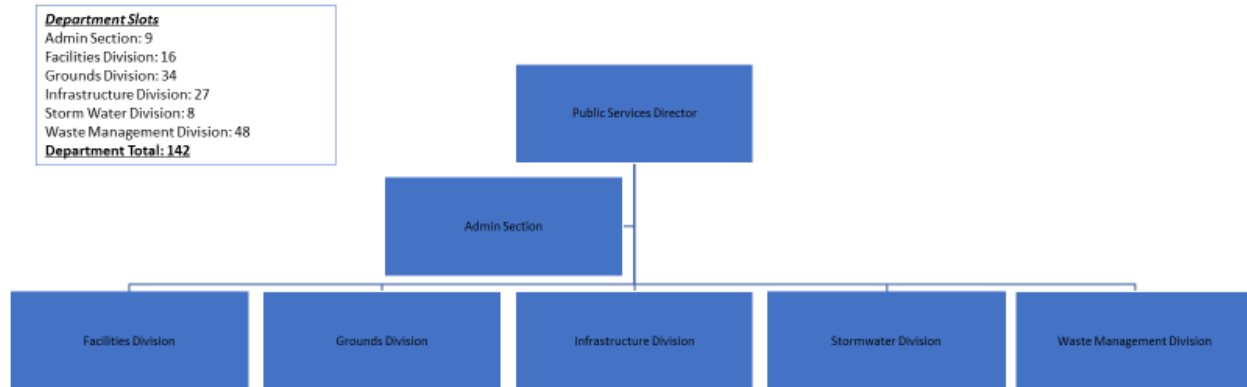 Department Slots
Admin Section: 9
Facilities Division: 16
Grounds Division: 34
Infrastructure Division: 27
Storm Water Division: 8
Waste Management Division: 48
Department Total: 142
Public Services Director
Admin Section
Facilities Division
Grounds Division
Infrastructure Division
Stormwater Division
Waste Management Division